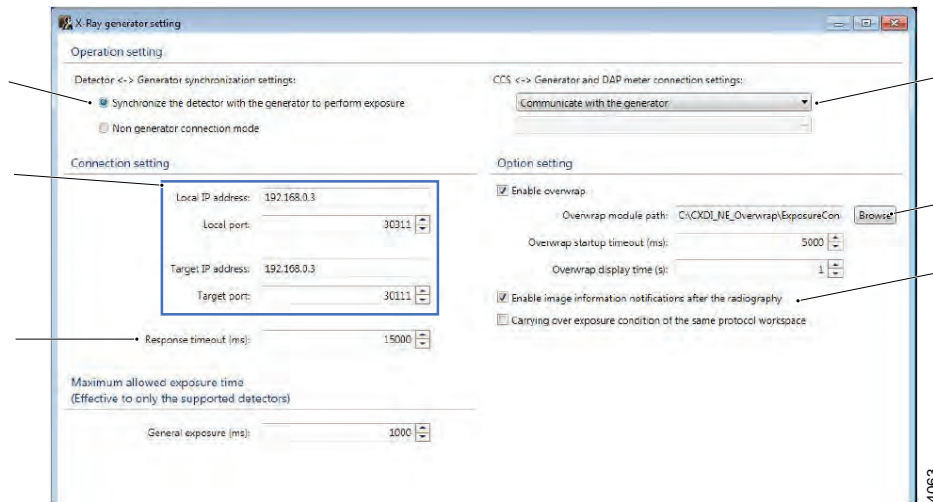 X-Ray generator setting
Operation setting
Detector <-> Generator synchronization settings:
Synchronize the detector with the generator to perform exposure
Non generator connection mode
CCS <-> Generator and DAP meter connection settings:
Communicate with the generator
Connection setting
Local IP address: 192.168.0.3
Local port: 30311
Target IP address: 192.168.0.3
Target port: 30111
Response timeout (ms): 15000
Maximum allowed exposure time
(Effective to only the supported detectors)
General exposure (ms): 1000
Option setting
Enable overwrap
Overwrap module path: C:\CXDI_NE_Overwrap\ExposureCon Browse
Overwrap startup timeout (ms): 5000
Overwrap display time (s): 1
Enable image information notifications after the radiography
Carrying over exposure condition of the same protocol workspace